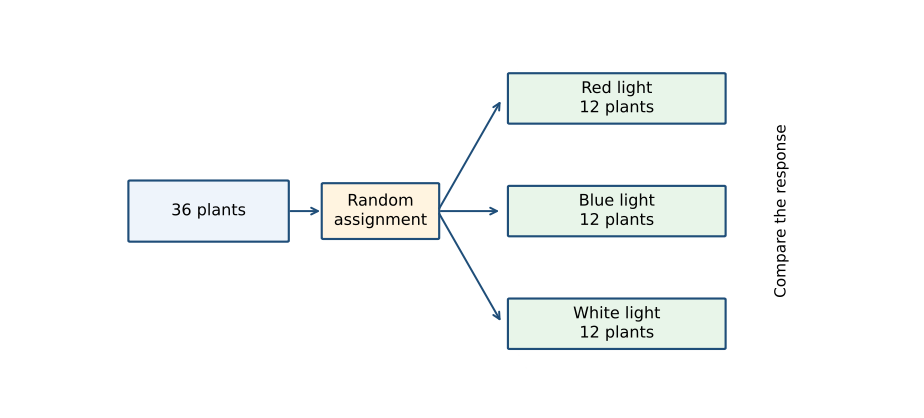 36 plants
Random
assignment
Red light
12 plants
Blue light
12 plants
White light
12 plants
Compare the response